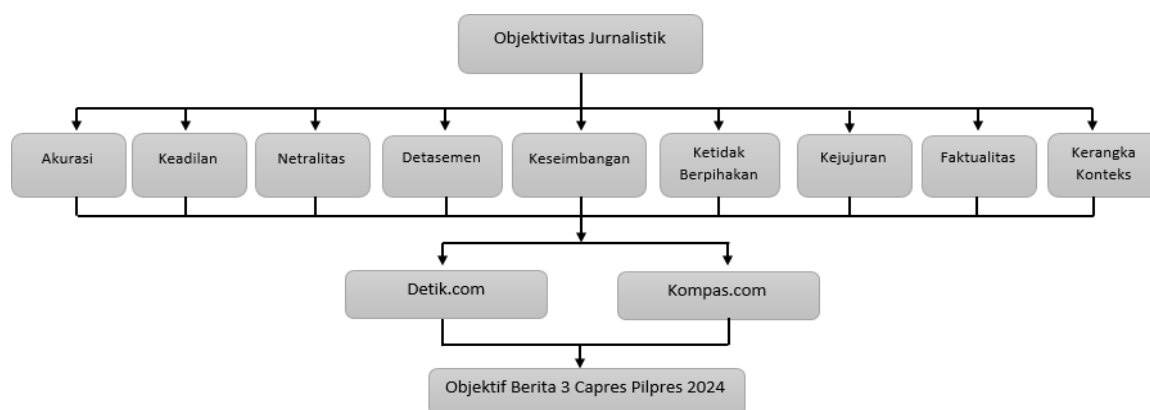 Objektivitas Jurnalistik
Akurasi
Keadilan
Netralitas
Detasemen
Keseimbangan
Ketidak
Berpihakan
Kejujuran
Faktualitas
Kerangka
Konteks
Detik.com
Kompas.com
Objektif Berita 3 Capres Pilpres 2024